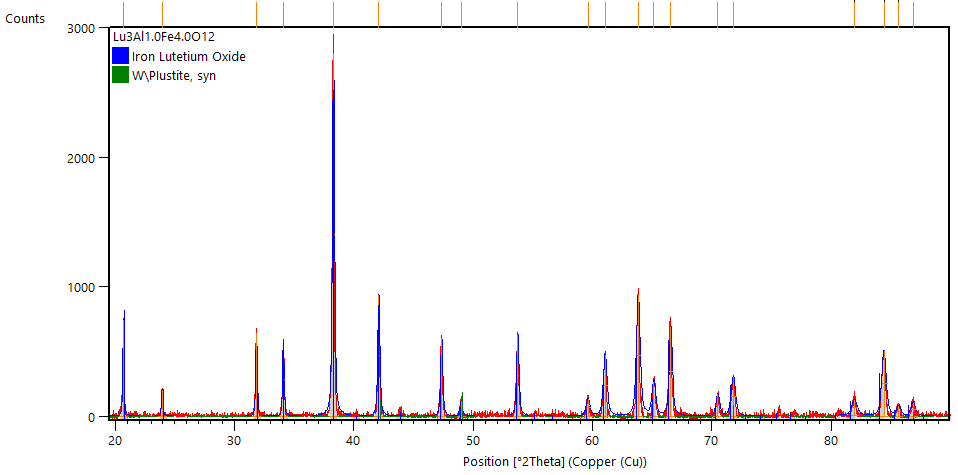 Counts
3000
Lu3Al1.0Fe4.0O12
Iron Lutetium Oxide
W\PIustite, syn
2000
1000
0
20 30 40 50 60 70 80
Position [°2Theta] (Copper (Cu))